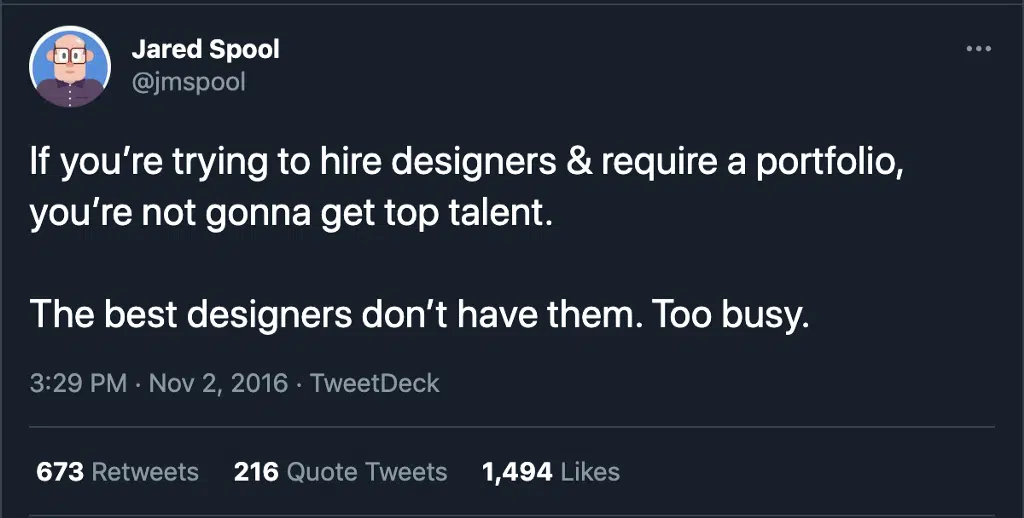 Jared Spool
@jmspool
If you’re trying to hire designers & require a portfolio,
you’re not gonna get top talent.
The best designers don’t have them. Too busy.
3:29 PM · Nov 2, 2016 · TweetDeck
673 Retweets 216 Quote Tweets 1,494 Likes